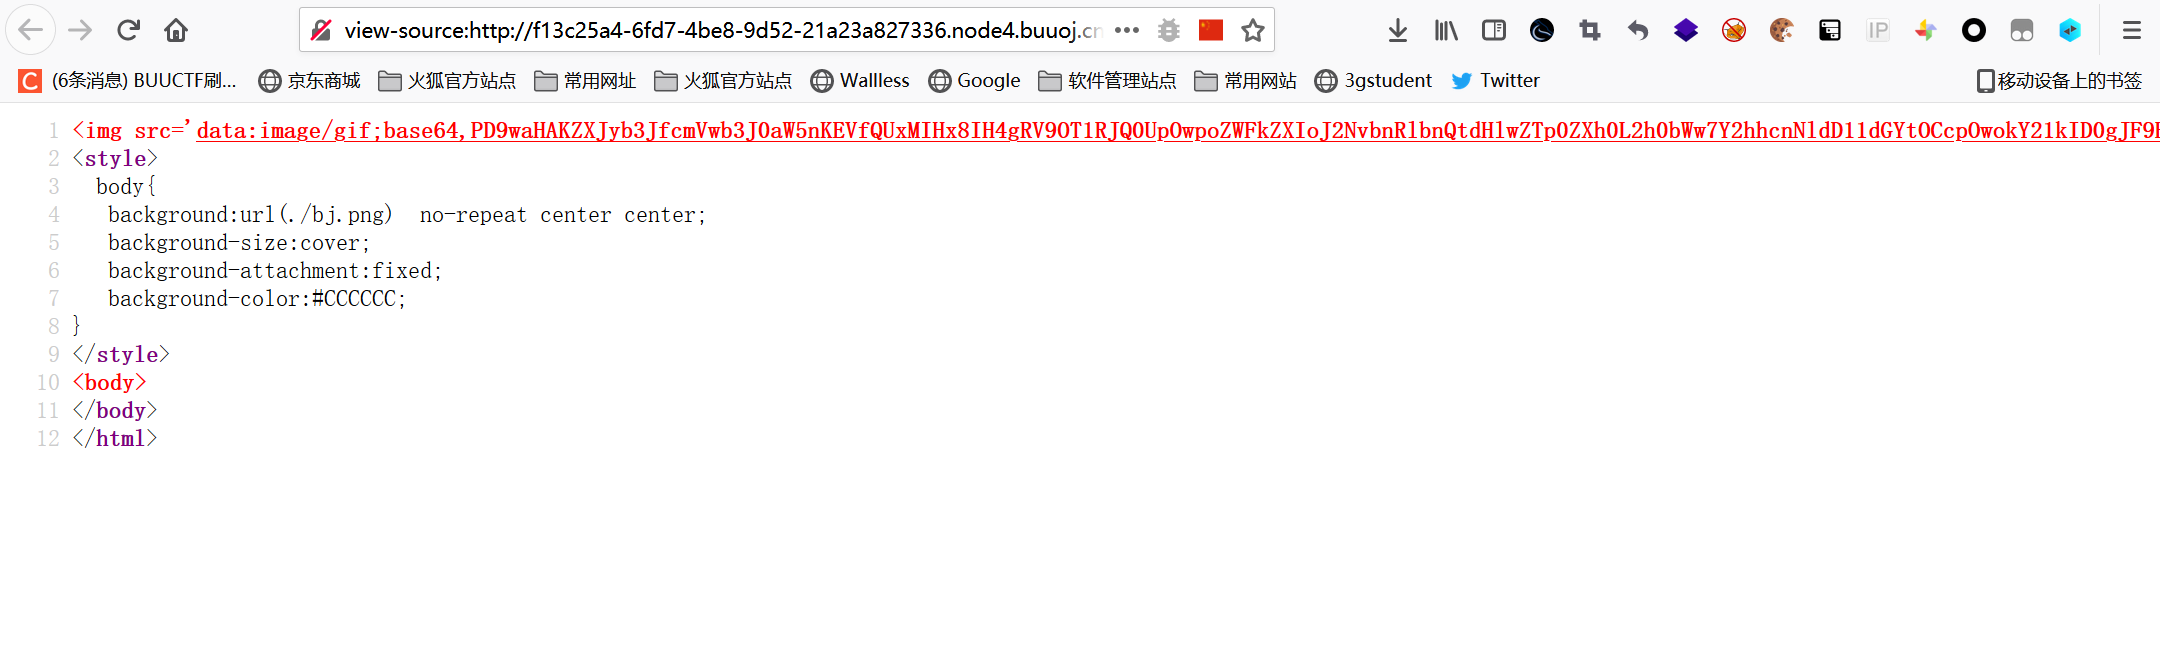 view-source:http://f13c25a4-6fd7-4be8-9d52-21a23a827336.node4.buuoj.cn
IP
C (6条消息) BUUCTF刷... 京东商城 火狐官方站点 常用网址 火狐官方站点 Wallless Google 软件管理站点 常用网站 3gstudent Twitter 移动设备上的书签
1 <img src='data:image/gif;base64,PD9waHAKZXJyb3JfcmVwb3J0aW5nKEVfQUxMIHx8IH4gRV9OT1RJQ0UpOwpoZWFkZXIoJ2NvbnRlbnQtdHlwZTp0ZXh0L2h0bWw7Y2hhcnNldD11dGYtOCcpOwokY21kID0gJF9H
2 <style>
3 body{
4 background:url(./bj.png)  no-repeat center center;
5 background-size:cover;
6 background-attachment:fixed;
7 background-color:#CCCCCC;
8 }
9 </style>
10 <body>
11 </body>
12 </html>